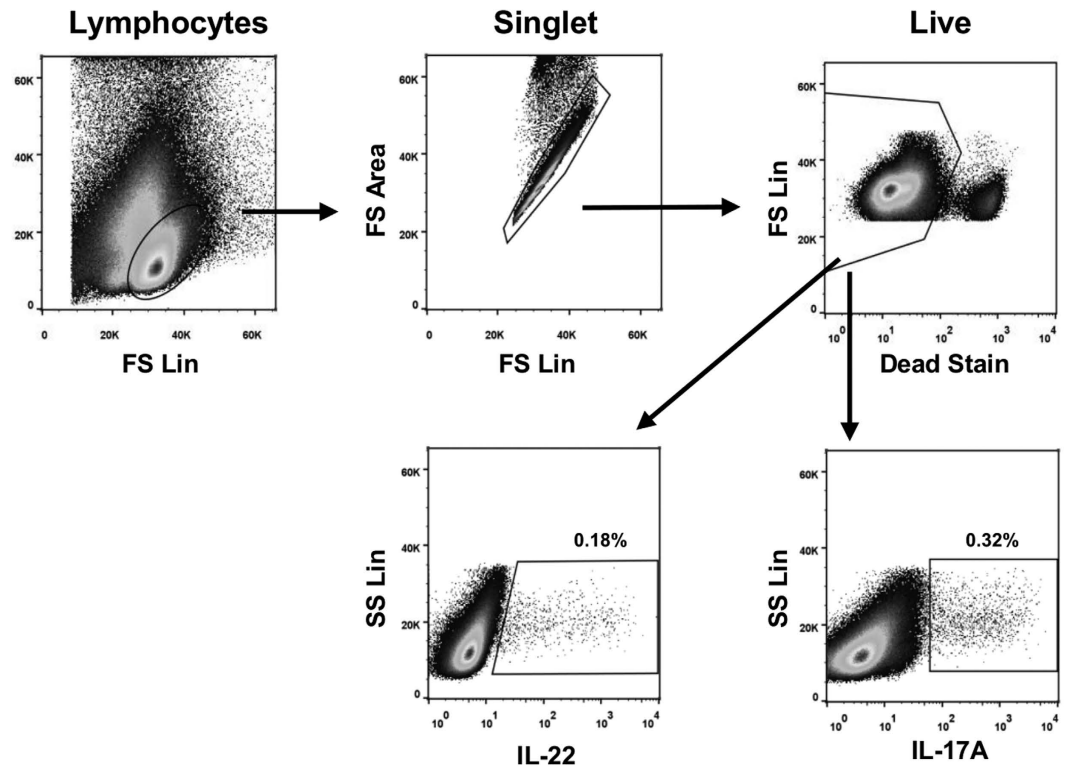 Lymphocytes
Singlet
Live
60K
40K
20K
0
FS Lin
0 20K 40K 60K
FS Lin
60K
40K
20K
0
FS Area
0 20K 40K 60K
FS Lin
60K
40K
20K
0
FS Lin
10^0 10^1 10^2 10^3 10^4
Dead Stain
60K
40K
20K
0
SS Lin
0.18%
10^0 10^1 10^2 10^3 10^4
IL-22
60K
40K
20K
0
SS Lin
0.32%
10^0 10^1 10^2 10^3 10^4
IL-17A